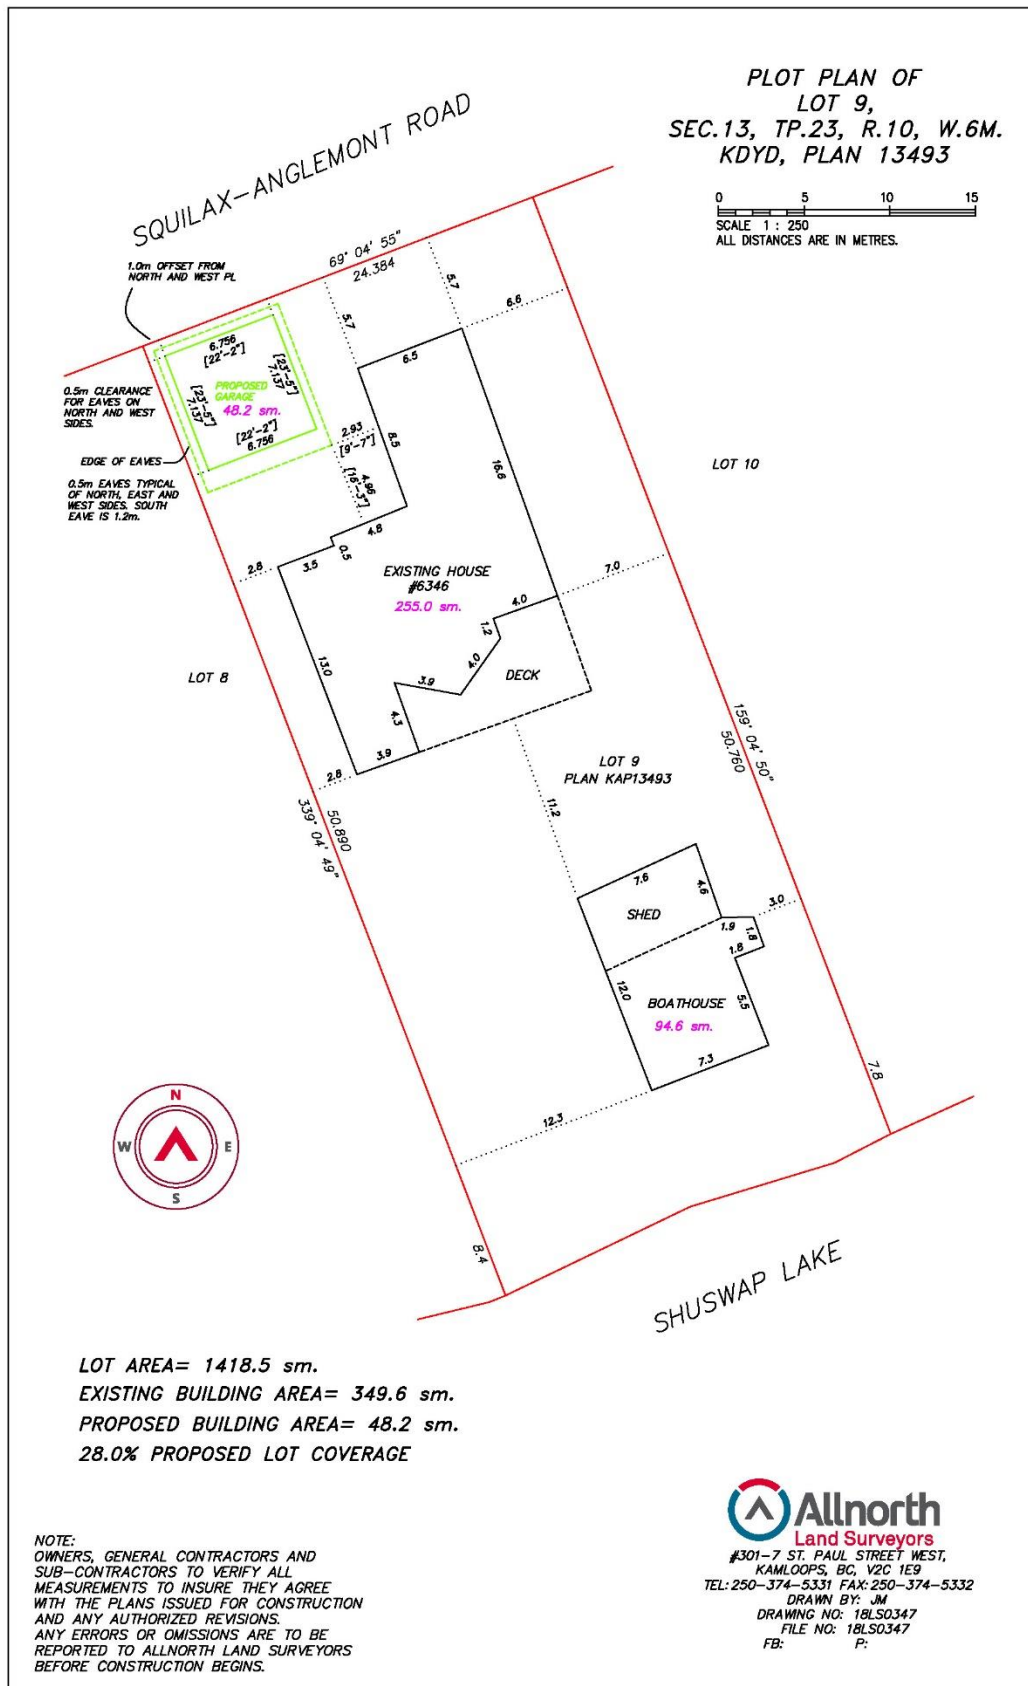 PLOT PLAN OF
LOT 9,
SEC.13, TP.23, R.10, W.6M.
KDYD, PLAN 13493
0 5 10 15
SCALE 1 : 250
ALL DISTANCES ARE IN METRES.
SQUILAX-ANGLEMONT ROAD
69° 04' 55"
24.384
1.0m OFFSET FROM
NORTH AND WEST PL
5.7
5.7
6.6
6.5
6.756
[22'-2"]
[23'-5"]
7.137
PROPOSED
GARAGE
48.2 sm.
[23'-5"]
7.137
[22'-2"]
6.756
0.5m CLEARANCE
FOR EAVES ON
NORTH AND WEST
SIDES.
2.93
[9'-7"]
8.5
16.6
EDGE OF EAVES
0.5m EAVES TYPICAL
OF NORTH, EAST AND
WEST SIDES. SOUTH
EAVE IS 1.2m.
4.96
[16'-3"]
LOT 10
4.8
0.5
3.5
2.8
EXISTING HOUSE
#6346
255.0 sm.
7.0
4.0
1.2
4.0
DECK
3.9
13.0
4.3
3.9
2.8
LOT 8
159° 04' 50"
50.760
LOT 9
PLAN KAP13493
11.2
50.890
339° 04' 49"
7.6
4.6
SHED
3.0
1.9
1.8
1.8
12.0
BOATHOUSE
94.6 sm.
5.5
7.3
7.8
12.3
8.4
N
W E
S
SHUSWAP LAKE
LOT AREA= 1418.5 sm.
EXISTING BUILDING AREA= 349.6 sm.
PROPOSED BUILDING AREA= 48.2 sm.
28.0% PROPOSED LOT COVERAGE
NOTE:
OWNERS, GENERAL CONTRACTORS AND
SUB-CONTRACTORS TO VERIFY ALL
MEASUREMENTS TO INSURE THEY AGREE
WITH THE PLANS ISSUED FOR CONSTRUCTION
AND ANY AUTHORIZED REVISIONS.
ANY ERRORS OR OMISSIONS ARE TO BE
REPORTED TO ALLNORTH LAND SURVEYORS
BEFORE CONSTRUCTION BEGINS.
Allnorth
Land Surveyors
#301-7 ST. PAUL STREET WEST,
KAMLOOPS, BC, V2C 1E9
TEL: 250-374-5331 FAX: 250-374-5332
DRAWN BY: JM
DRAWING NO: 18LS0347
FILE NO: 18LS0347
FB: P: